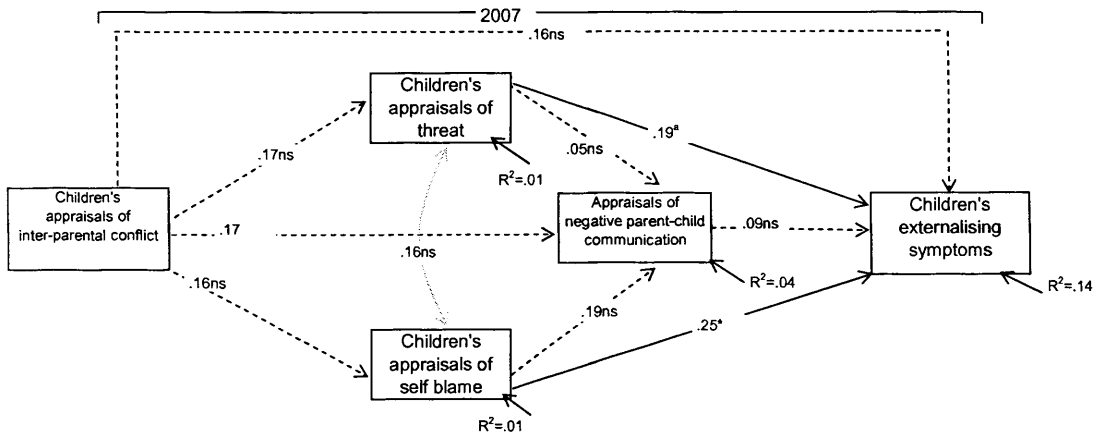 2007
.16ns
Children's
appraisals of
threat
.19ª
.05ns
.17ns
R²=.01
Children's
appraisals of
inter-parental conflict
Appraisals of
negative parent-child
communication
Children's
externalising
symptoms
.17
.09ns
.16ns
.16ns
R²=.04
R²=.14
.19ns
.25*
Children's
appraisals of
self blame
R²=.01